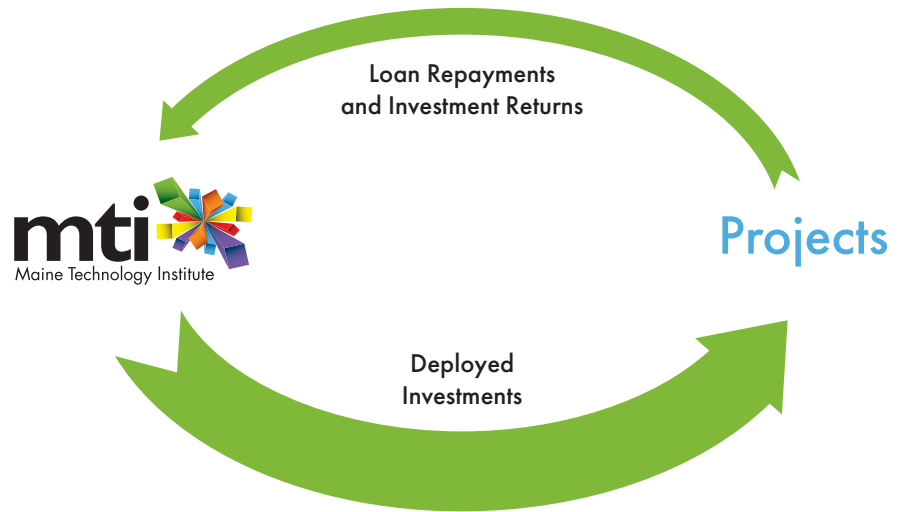 Loan Repayments
and Investment Returns
mti
Maine Technology Institute
Projects
Deployed
Investments